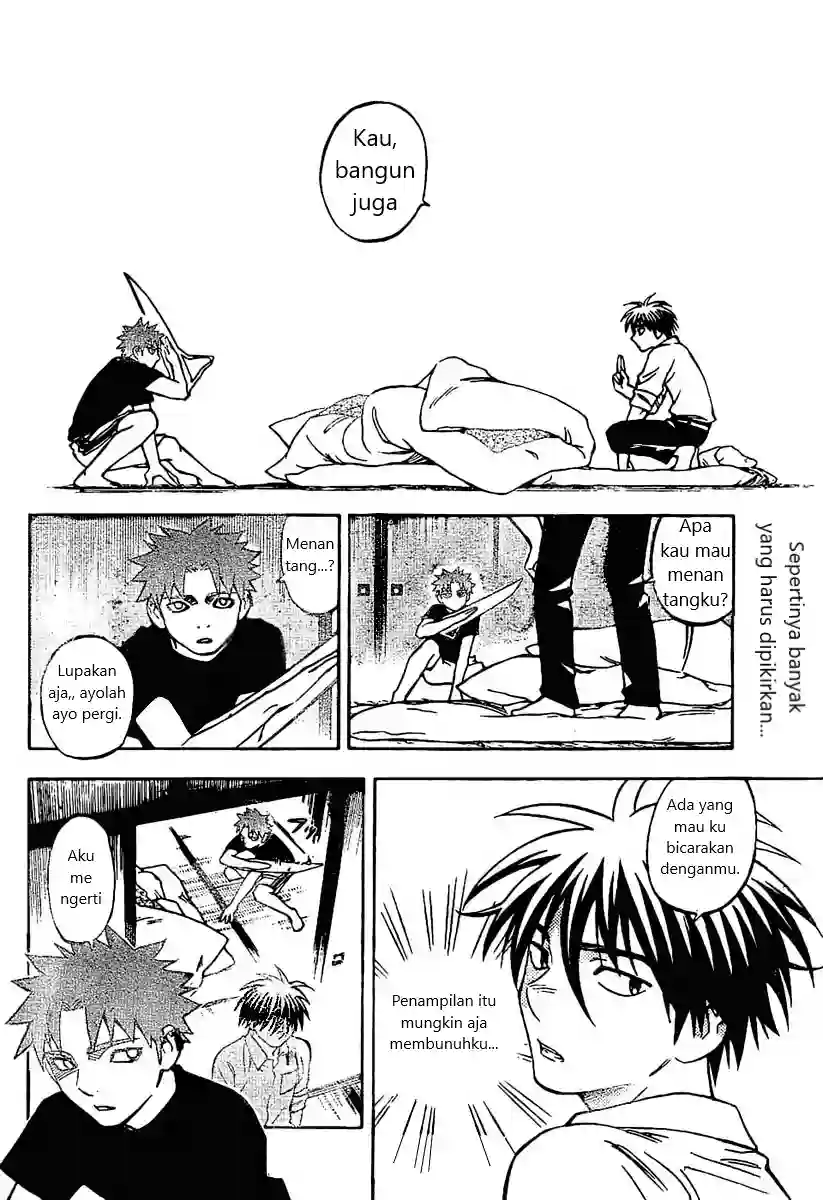 Kau,
bangun
juga
Sepertinya banyak
yang harus dipikirkan...
Apa
kau mau
menan
tangku?
Menan
tang...?
Lupakan
aja,, ayolah
ayo pergi.
Ada yang
mau ku
bicarakan
denganmu.
Penampilan itu
mungkin aja
membunuhku...
Aku
me
ngerti